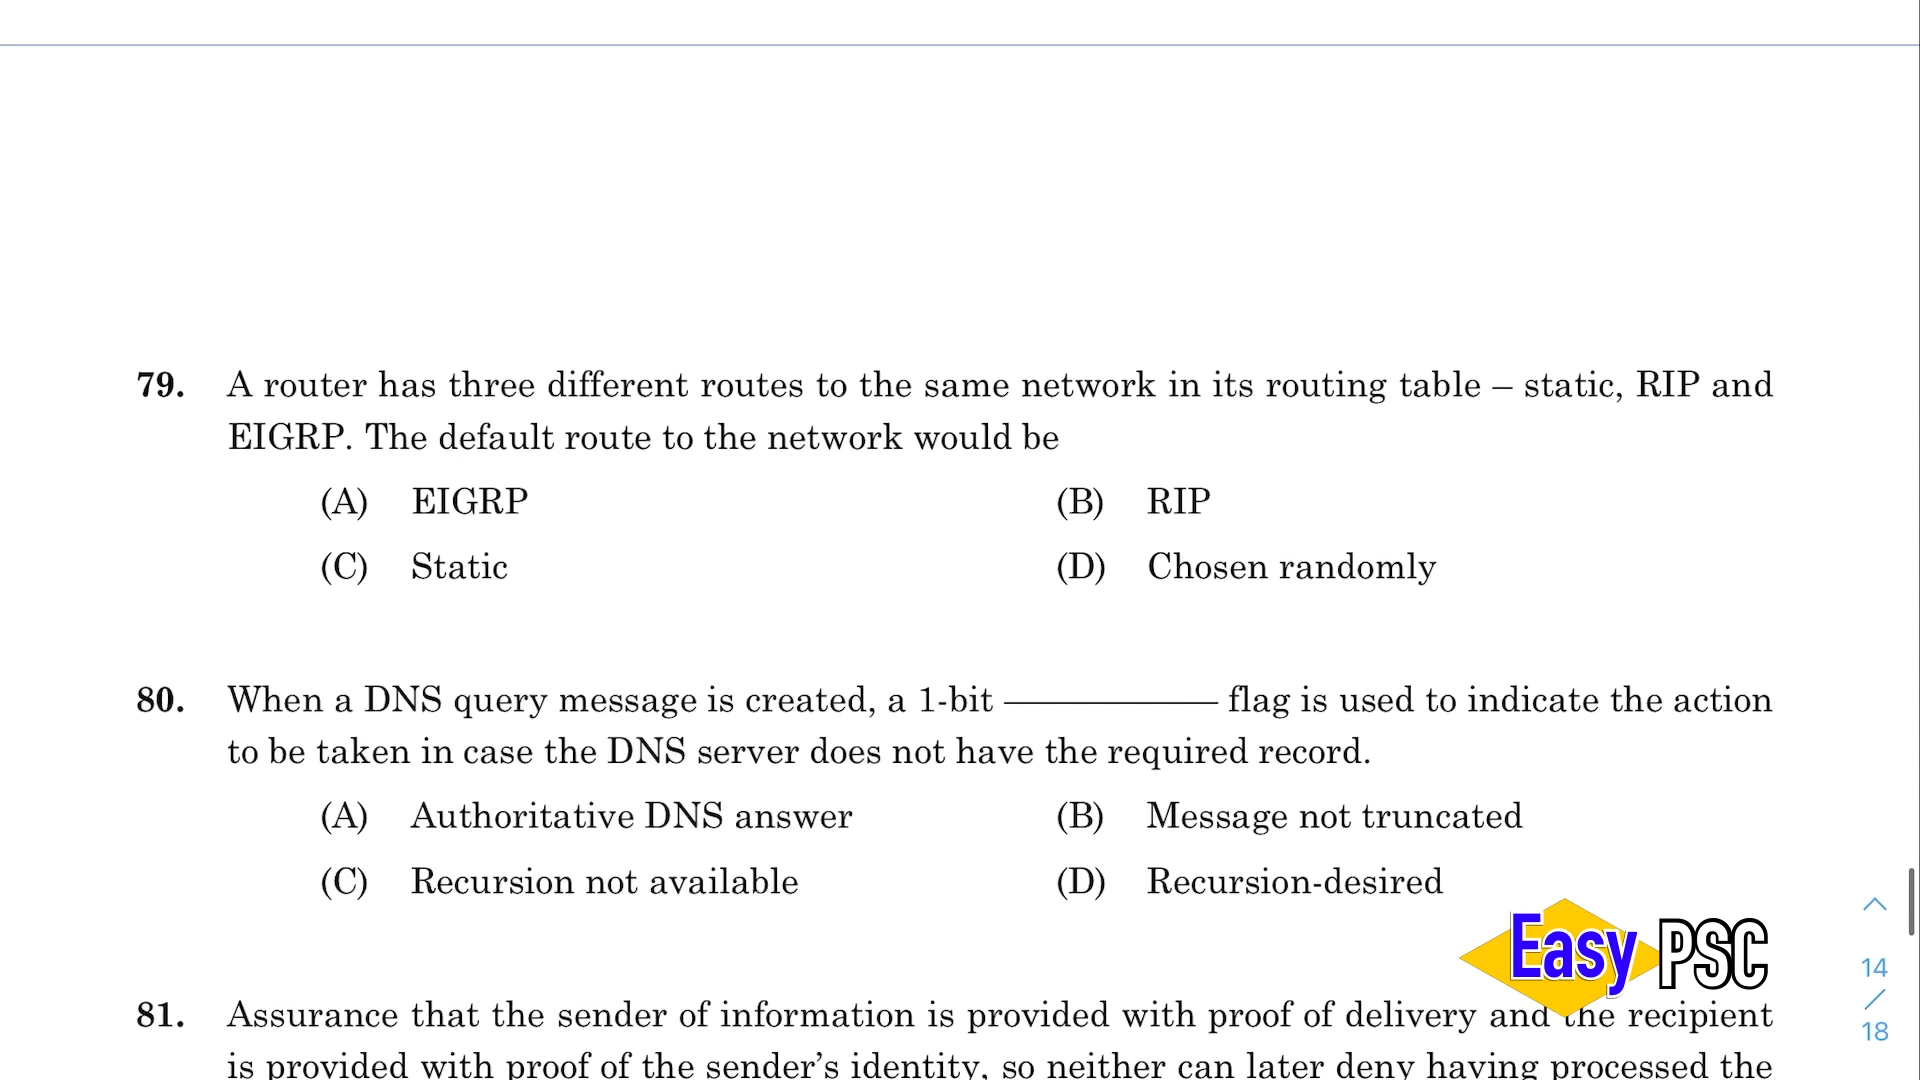 79. A router has three different routes to the same network in its routing table – static, RIP and
EIGRP. The default route to the network would be
(A) EIGRP (B) RIP
(C) Static (D) Chosen randomly
80. When a DNS query message is created, a 1-bit ———— flag is used to indicate the action
to be taken in case the DNS server does not have the required record.
(A) Authoritative DNS answer (B) Message not truncated
(C) Recursion not available (D) Recursion-desired
Easy PSC
14
/
18
81. Assurance that the sender of information is provided with proof of delivery and the recipient
is provided with proof of the sender's identity, so neither can later deny having processed the